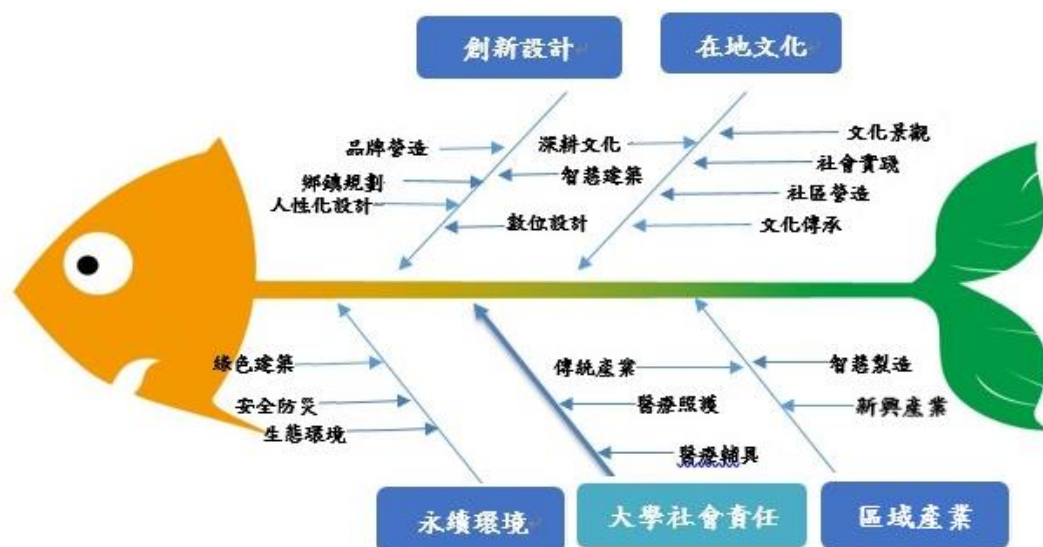 創新設計
在地文化
品牌營造
深耕文化
文化景觀
鄉鎮規劃
智慧建築
社會實踐
人性化設計
社區營造
數位設計
文化傳承
綠色建築
傳統產業
智慧製造
安全防災
醫療照護
新興產業
生態環境
醫療輔具
永續環境
大學社會責任
區域產業